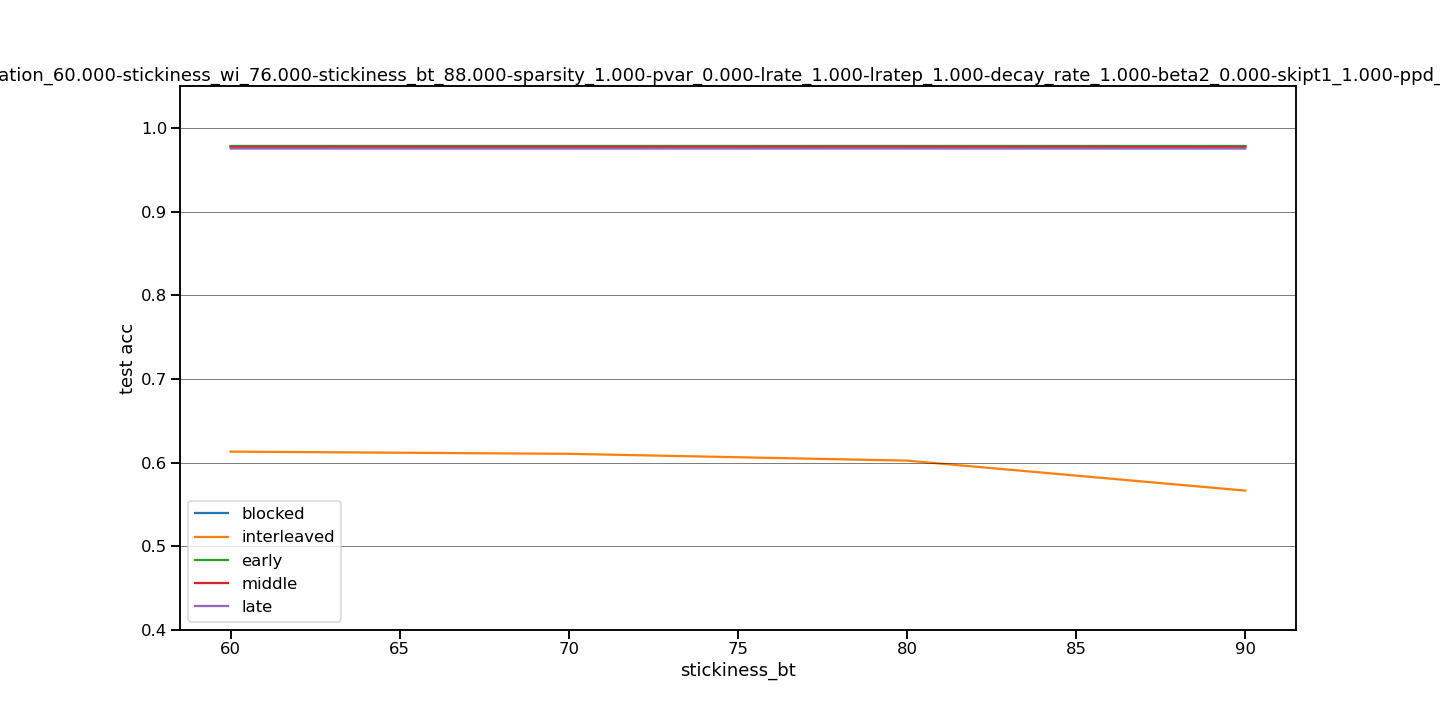 ation_60.000-stickiness_wi_76.000-stickiness_bt_88.000-sparsity_1.000-pvar_0.000-lrate_1.000-lratep_1.000-decay_rate_1.000-beta2_0.000-skipt1_1.000-ppd_
1.0
0.9
0.8
0.7
0.6
0.5
0.4
test acc
blocked
interleaved
early
middle
late
60 65 70 75 80 85 90
stickiness_bt